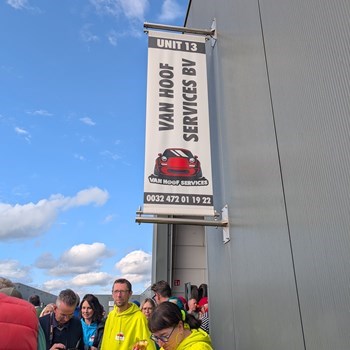 UNIT 13
VAN HOOF
SERVICES BV
VAN HOOF SERVICES
0032 472 01 19 22